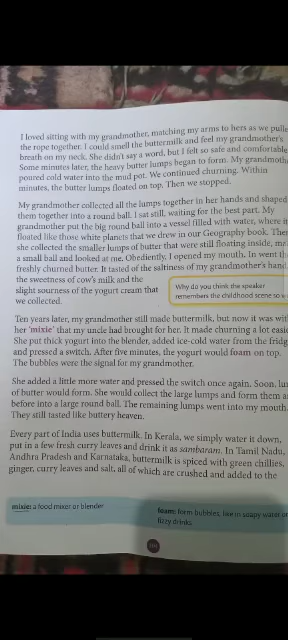 I loved sitting with my grandmother, matching my arms to hers as we pulle
the rope together. I could smell the buttermilk and feel my grandmother's
breath on my neck. She didn't say a word, but I felt so safe and comfortable
Some minutes later, the heavy butter lumps began to form. My grandmoth
poured cold water into the mud pot. We continued churning. Within
minutes, the butter lumps floated on top. Then we stopped.
My grandmother collected all the lumps together in her hands and shaped
them together into a round ball. I sat still, waiting for the best part. My
grandmother put the big round ball into a vessel filled with water, where it
floated like those white planets that we drew in our Geography book. Then
she collected the smaller lumps of butter that were still floating inside, ma
a small ball and looked at me. Obediently, I opened my mouth. In went th
freshly churned butter. It tasted of the saltiness of my grandmother's hand
the sweetness of cow's milk and the
slight sourness of the yogurt cream that
we collected.
Why do you think the speaker
remembers the childhood scene so
Ten years later, my grandmother still made buttermilk, but now it was wit
her 'mixie' that my uncle had brought for her. It made churning a lot easi
She put thick yogurt into the blender, added ice-cold water from the fridg
and pressed a switch. After five minutes, the yogurt would foam on top.
The bubbles were the signal for my grandmother.
She added a little more water and pressed the switch once again. Soon, lu
of butter would form. She would collect the large lumps and form them a
before into a large round ball. The remaining lumps went into my mouth.
They still tasted like buttery heaven.
Every part of India uses buttermilk. In Kerala, we simply water it down,
put in a few fresh curry leaves and drink it as sambaram. In Tamil Nadu,
Andhra Pradesh and Karnataka, buttermilk is spiced with green chillies,
ginger, curry leaves and salt, all of which are crushed and added to the
mixie: a food mixer or blender
foam: form bubbles, like in soapy water or
fizzy drinks